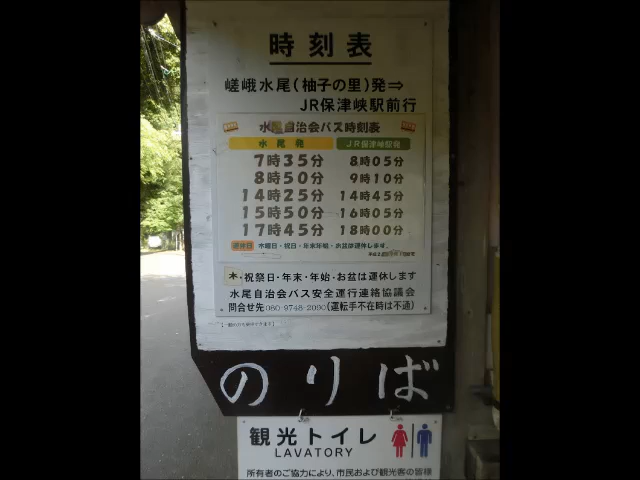 時刻表
嵯峨水尾(柚子の里)発⇒
JR保津峡駅前行
水尾自治会バス時刻表
水尾発 JR保津峡駅発
7時35分 8時05分
8時50分 9時10分
14時25分 14時45分
15時50分 16時05分
17時45分 18時00分
運休日 木曜日・祝日・年末年始・お盆は運休します。
木・祝祭日・年末・年始・お盆は運休します
水尾自治会バス安全運行連絡協議会
問合せ先 080-9748-2090(運転手不在時は不通)
のりば
観光トイレ
LAVATORY
所有者のご協力により、市民および観光客の皆様